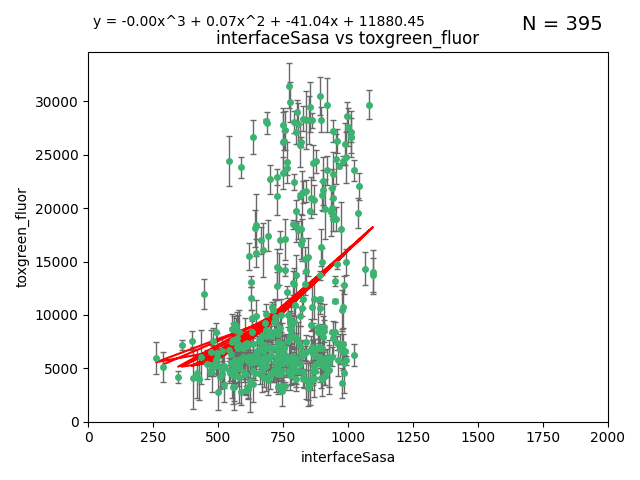 y = -0.00x^3 + 0.07x^2 + -41.04x + 11880.45
N = 395
interfaceSasa vs toxgreen_fluor
30000
25000
20000
15000
10000
5000
0
toxgreen_fluor
0 250 500 750 1000 1250 1500 1750 2000
interfaceSasa